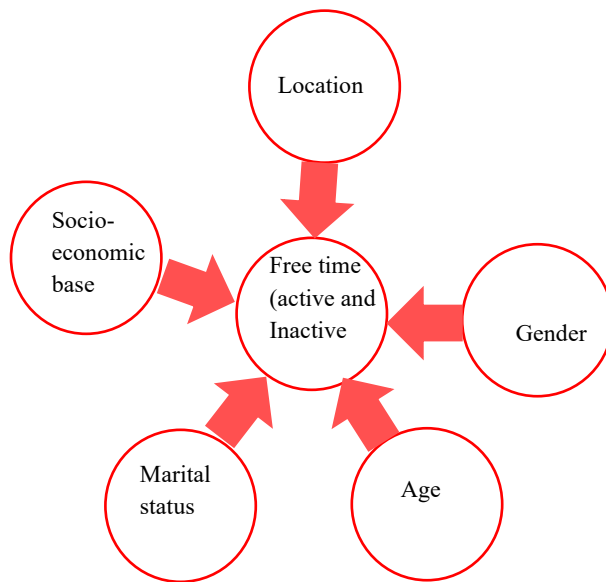 Location
Socio-
economic
base
Free time
(active and
Inactive
Gender
Marital
status
Age